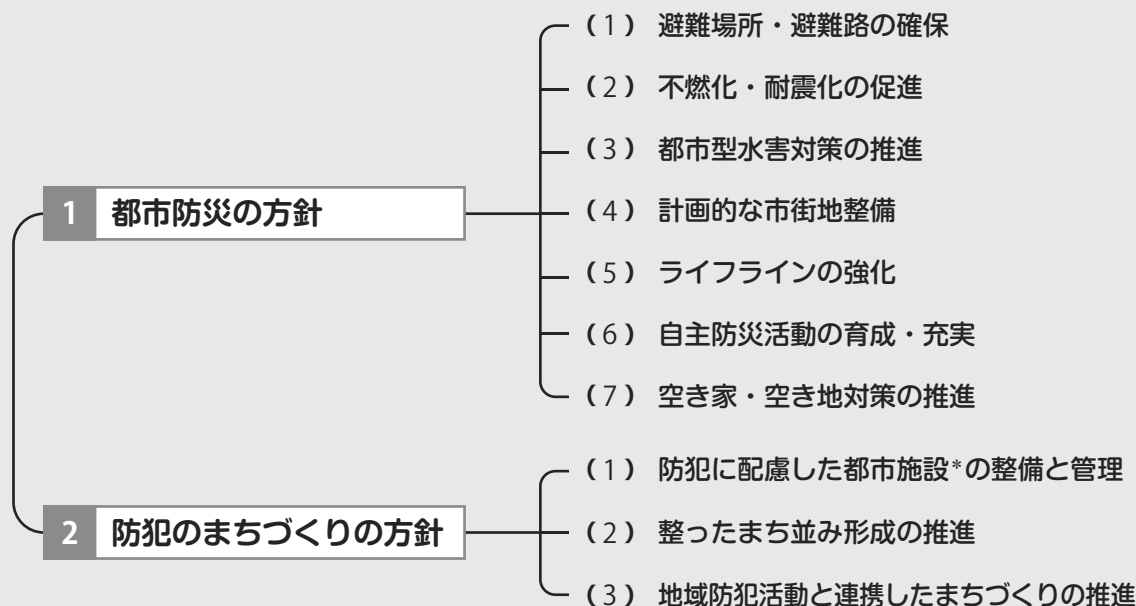 1 都市防災の方針
(1) 避難場所・避難路の確保
(2) 不燃化・耐震化の促進
(3) 都市型水害対策の推進
(4) 計画的な市街地整備
(5) ライフラインの強化
(6) 自主防災活動の育成・充実
(7) 空き家・空き地対策の推進
2 防犯のまちづくりの方針
(1) 防犯に配慮した都市施設*の整備と管理
(2) 整ったまち並み形成の推進
(3) 地域防犯活動と連携したまちづくりの推進